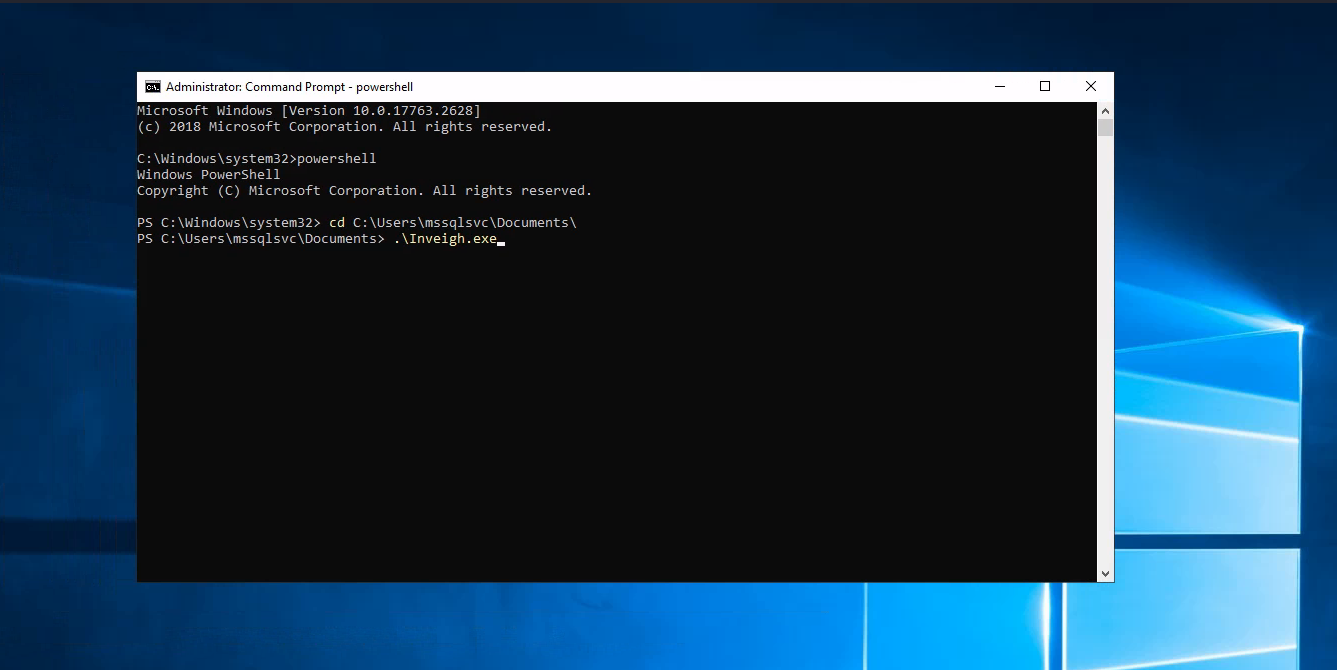 Administrator: Command Prompt - powershell
Microsoft Windows [Version 10.0.17763.2628]
(c) 2018 Microsoft Corporation. All rights reserved.
C:\Windows\system32>powershell
Windows PowerShell
Copyright (C) Microsoft Corporation. All rights reserved.
PS C:\Windows\system32> cd C:\Users\mssqlsvc\Documents\
PS C:\Users\mssqlsvc\Documents> .\Inveigh.exe